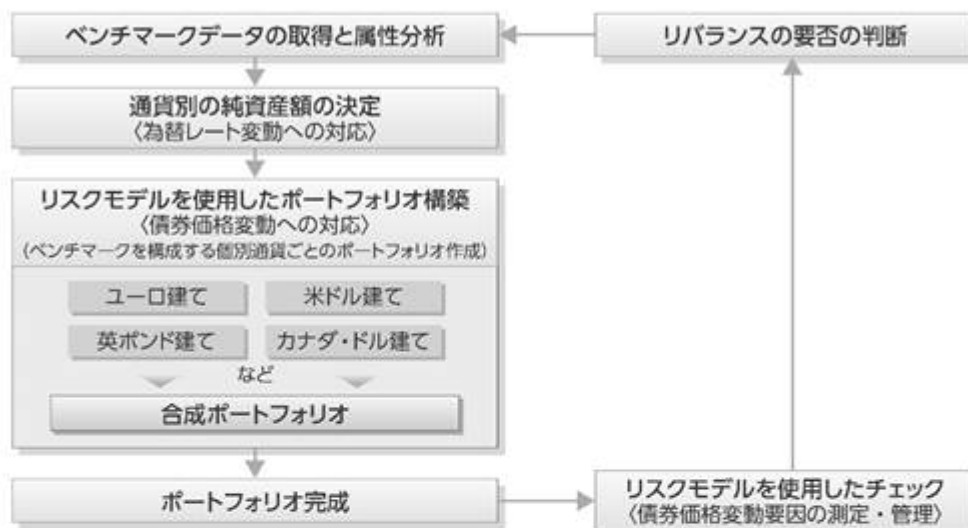 ベンチマークデータの取得と属性分析
リバランスの要否の判断
通貨別の純資産額の決定
〈為替レート変動への対応〉
リスクモデルを使用したポートフォリオ構築
〈債券価格変動への対応〉
(ベンチマークを構成する個別通貨ごとのポートフォリオ作成)
ユーロ建て
米ドル建て
英ポンド建て
カナダ・ドル建て
など
合成ポートフォリオ
ポートフォリオ完成
リスクモデルを使用したチェック
〈債券価格変動要因の測定・管理〉